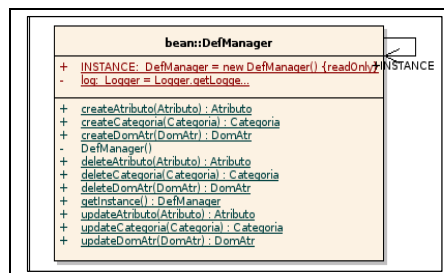 bean::DefManager
+ INSTANCE: DefManager = new DefManager() {readOnly}
+INSTANCE
- log: Logger = Logger.getLogge...
+ createAtributo(Atributo) : Atributo
+ createCategoria(Categoria) : Categoria
+ createDomAtr(DomAtr) : DomAtr
- DefManager()
+ deleteAtributo(Atributo) : Atributo
+ deleteCategoria(Categoria) : Categoria
+ deleteDomAtr(DomAtr) : DomAtr
+ getInstance() : DefManager
+ updateAtributo(Atributo) : Atributo
+ updateCategoria(Categoria) : Categoria
+ updateDomAtr(DomAtr) : DomAtr